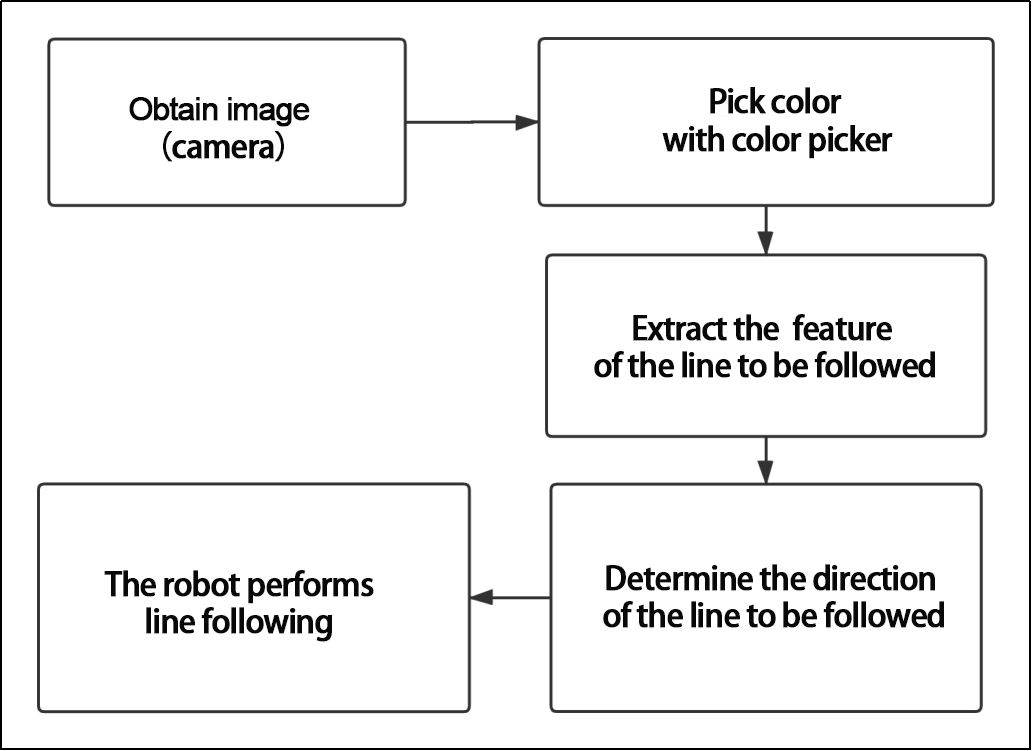 Obtain image
（camera）
Pick color
with color picker
Extract the  feature
of the line to be followed
Determine the direction
of the line to be followed
The robot performs
line following